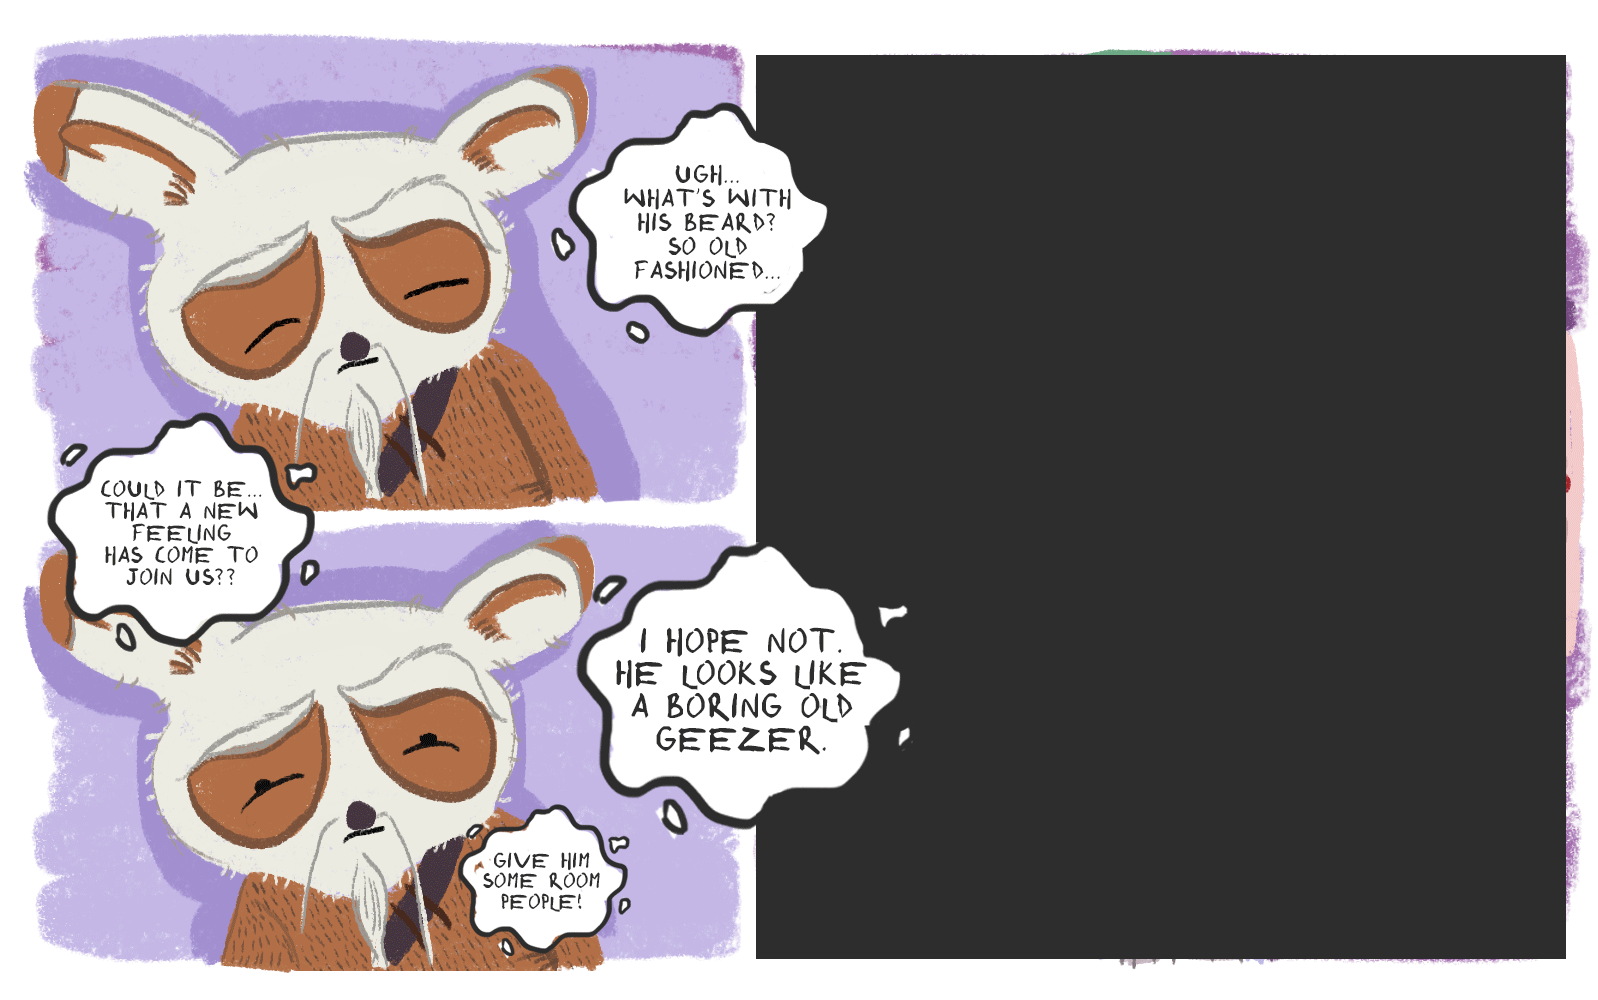 UGH...
WHAT'S WITH
HIS BEARD?
SO OLD
FASHIONED...
COULD IT BE...
THAT A NEW
FEELING
HAS COME TO
JOIN US??
I HOPE NOT.
HE LOOKS LIKE
A BORING OLD
GEEZER.
GIVE HIM
SOME ROOM
PEOPLE!